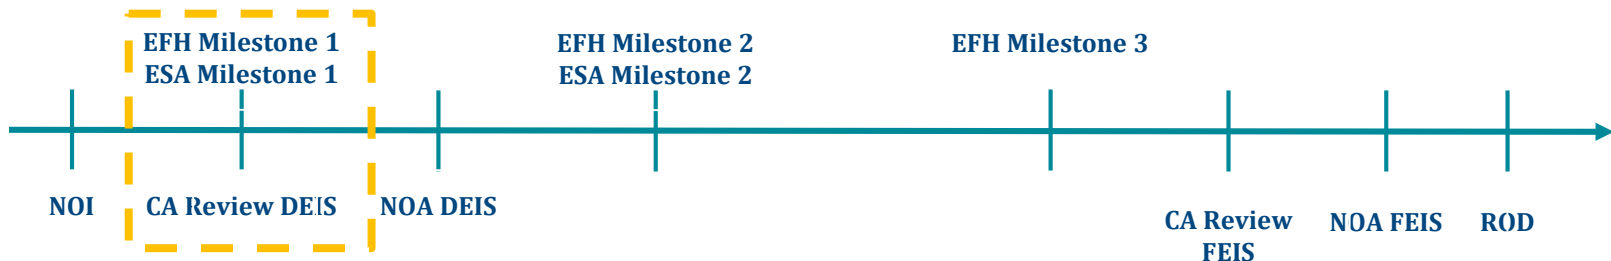 EFH Milestone 1
ESA Milestone 1
EFH Milestone 2
ESA Milestone 2
EFH Milestone 3
NOI
CA Review DEIS
NOA DEIS
CA Review
FEIS
NOA FEIS
ROD